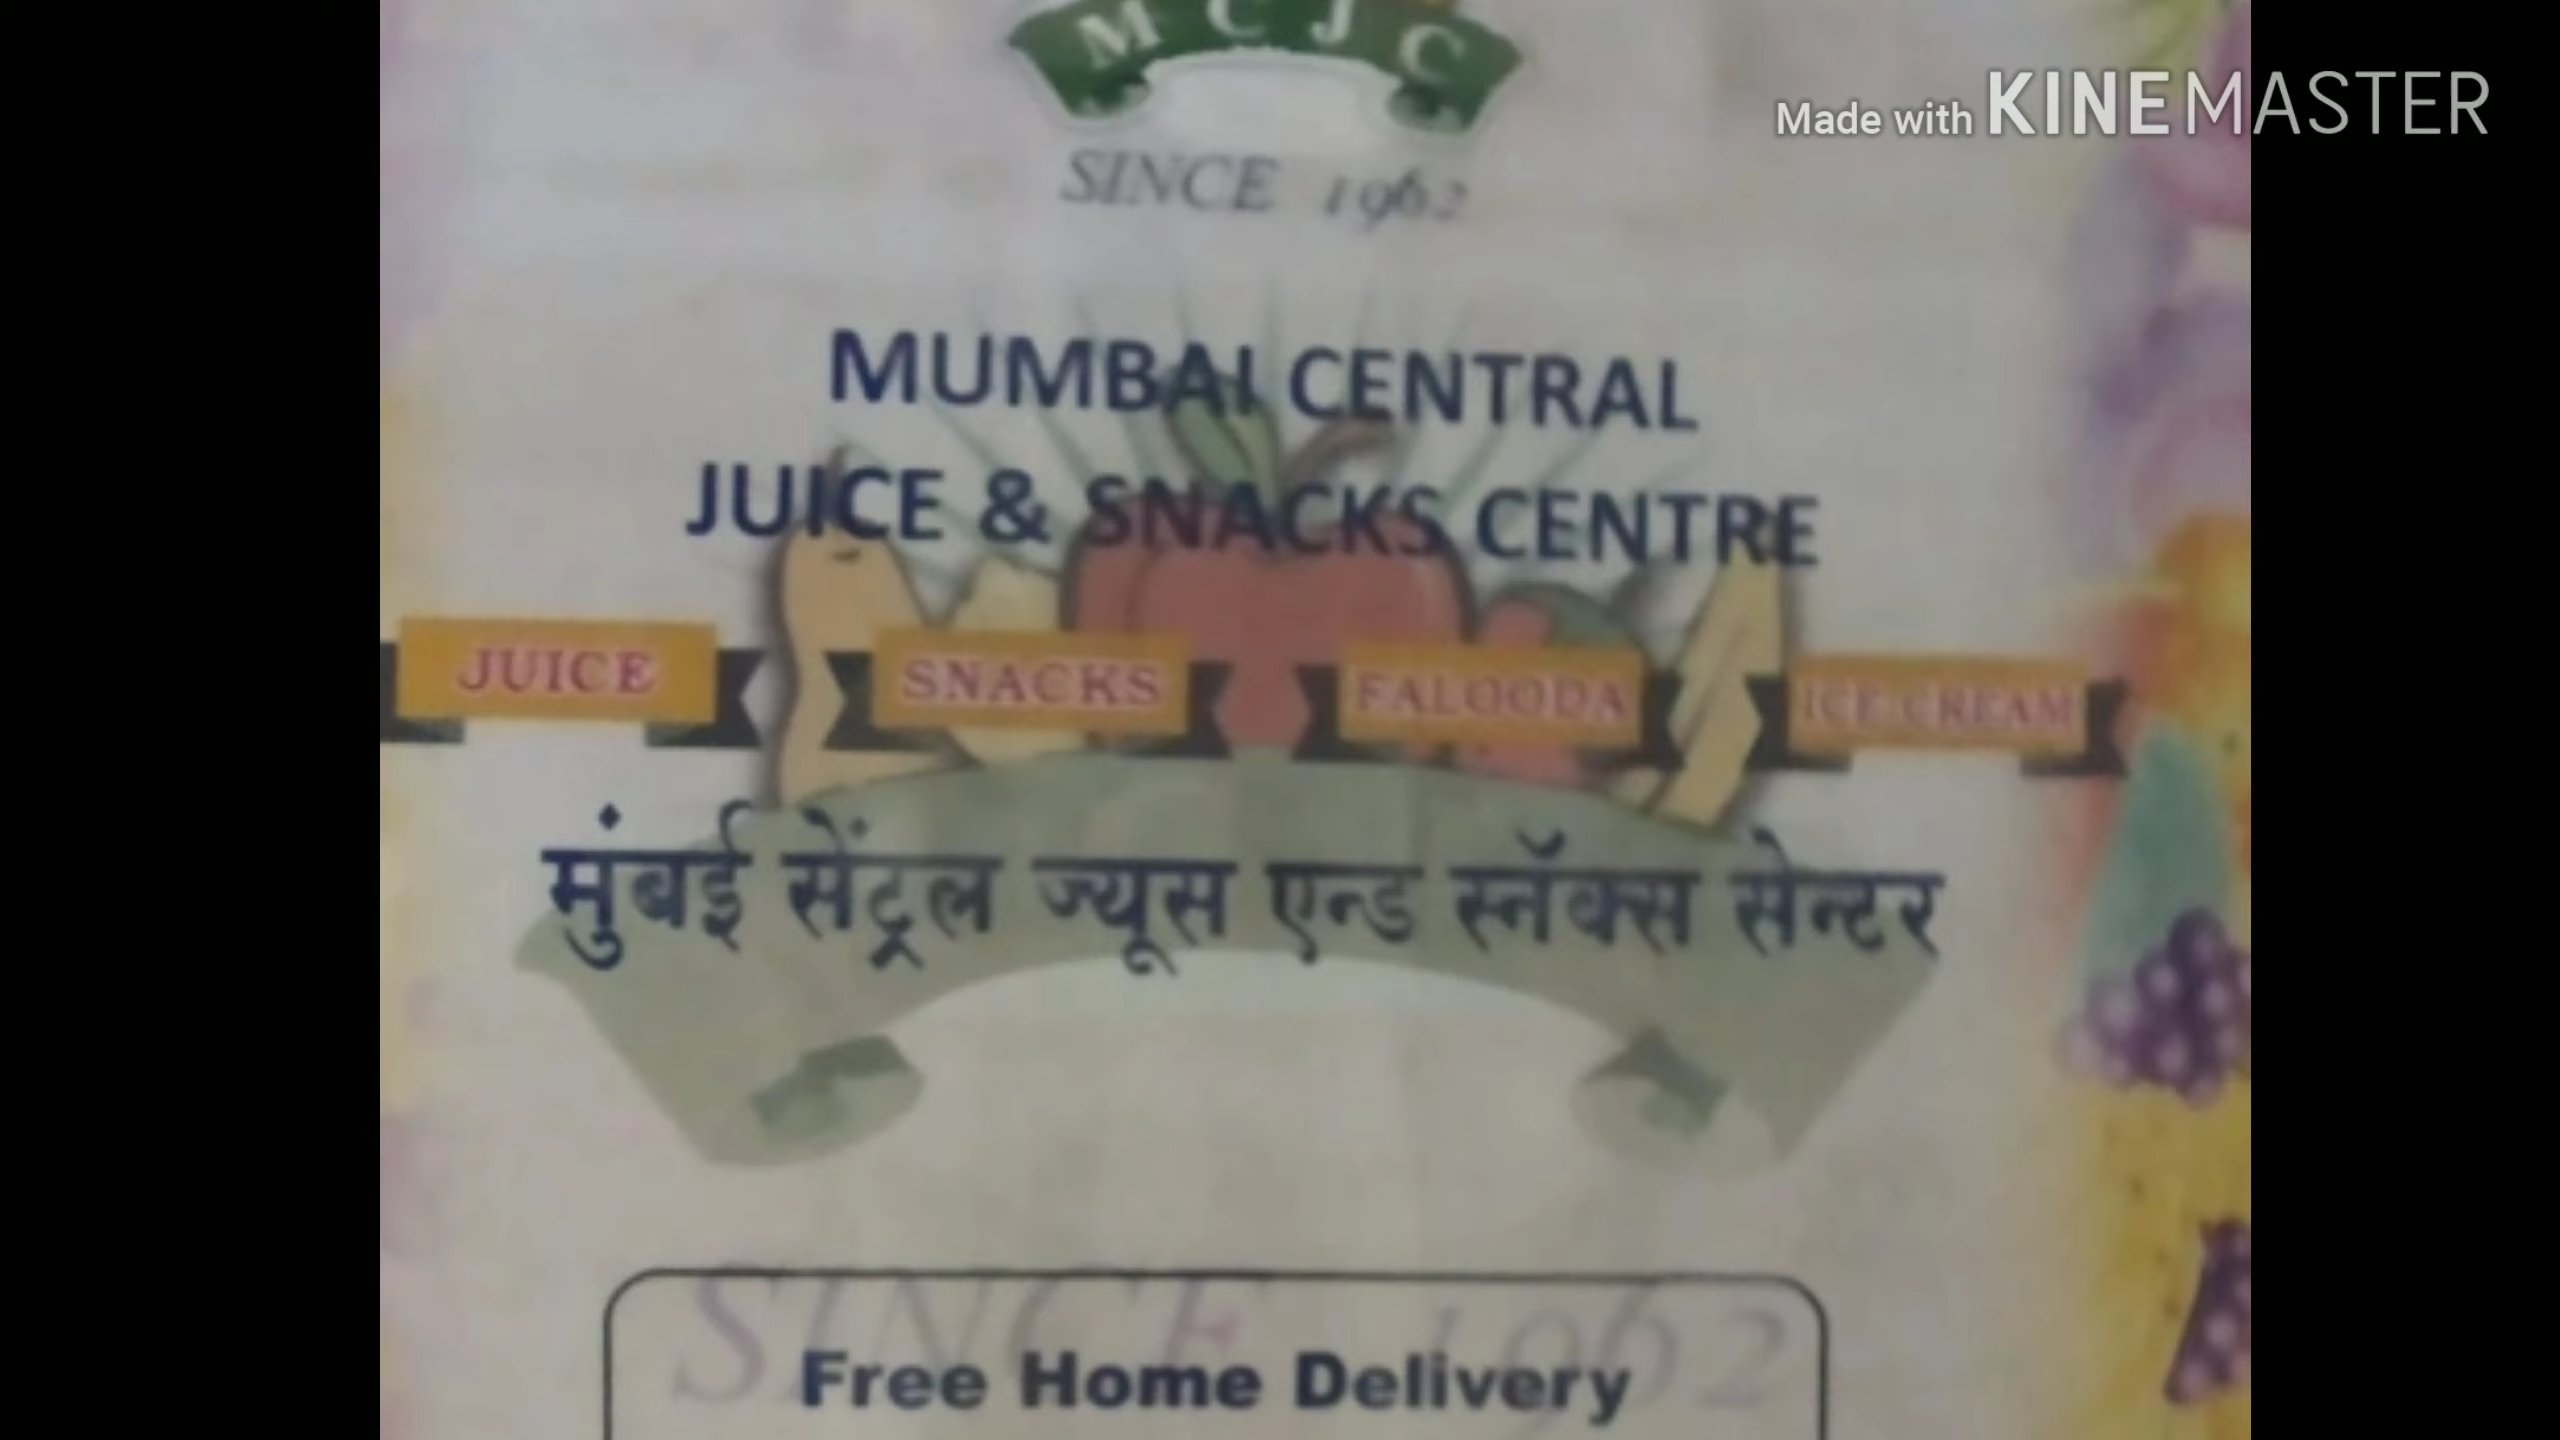 MCJC
Made with KINEMASTER
SINCE 1962
MUMBAI CENTRAL
JUICE & SNACKS CENTRE
JUICE SNACKS FALOODA ICE CREAM
मुंबई सेंट्रल ज्यूस एन्ड स्नॅक्स सेन्टर
SINCE 1962
Free Home Delivery